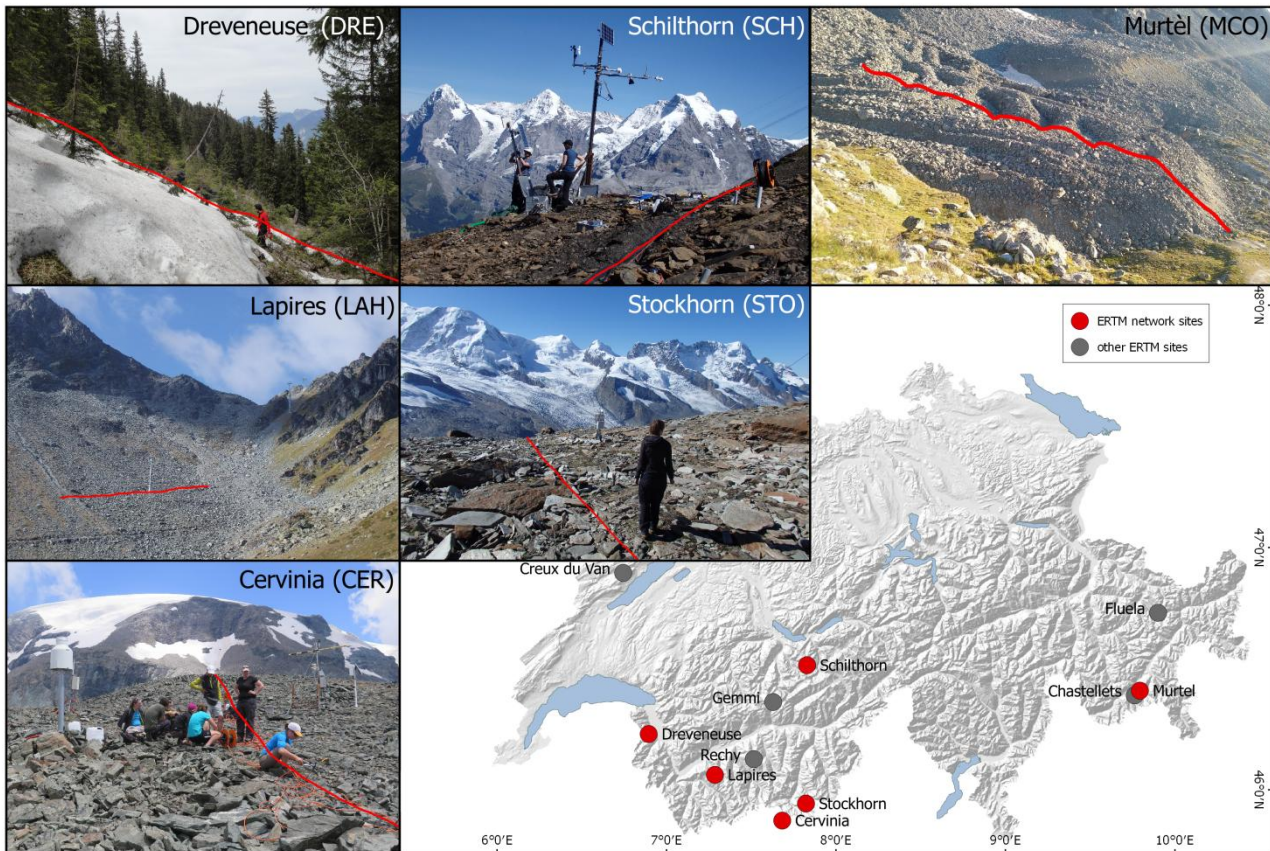 Dreveneuse (DRE)
Schilthorn (SCH)
Murtèl (MCO)
Lapires (LAH)
Stockhorn (STO)
Cervinia (CER)
ERTM network sites
other ERTM sites
48°0'N
47°0'N
46°0'N
Creux du Van
Fluela
Schilthorn
Gemmi
Chastellets
Murtel
Dreveneuse
Rechy
Lapires
Stockhorn
Cervinia
6°0'E
7°0'E
8°0'E
9°0'E
10°0'E